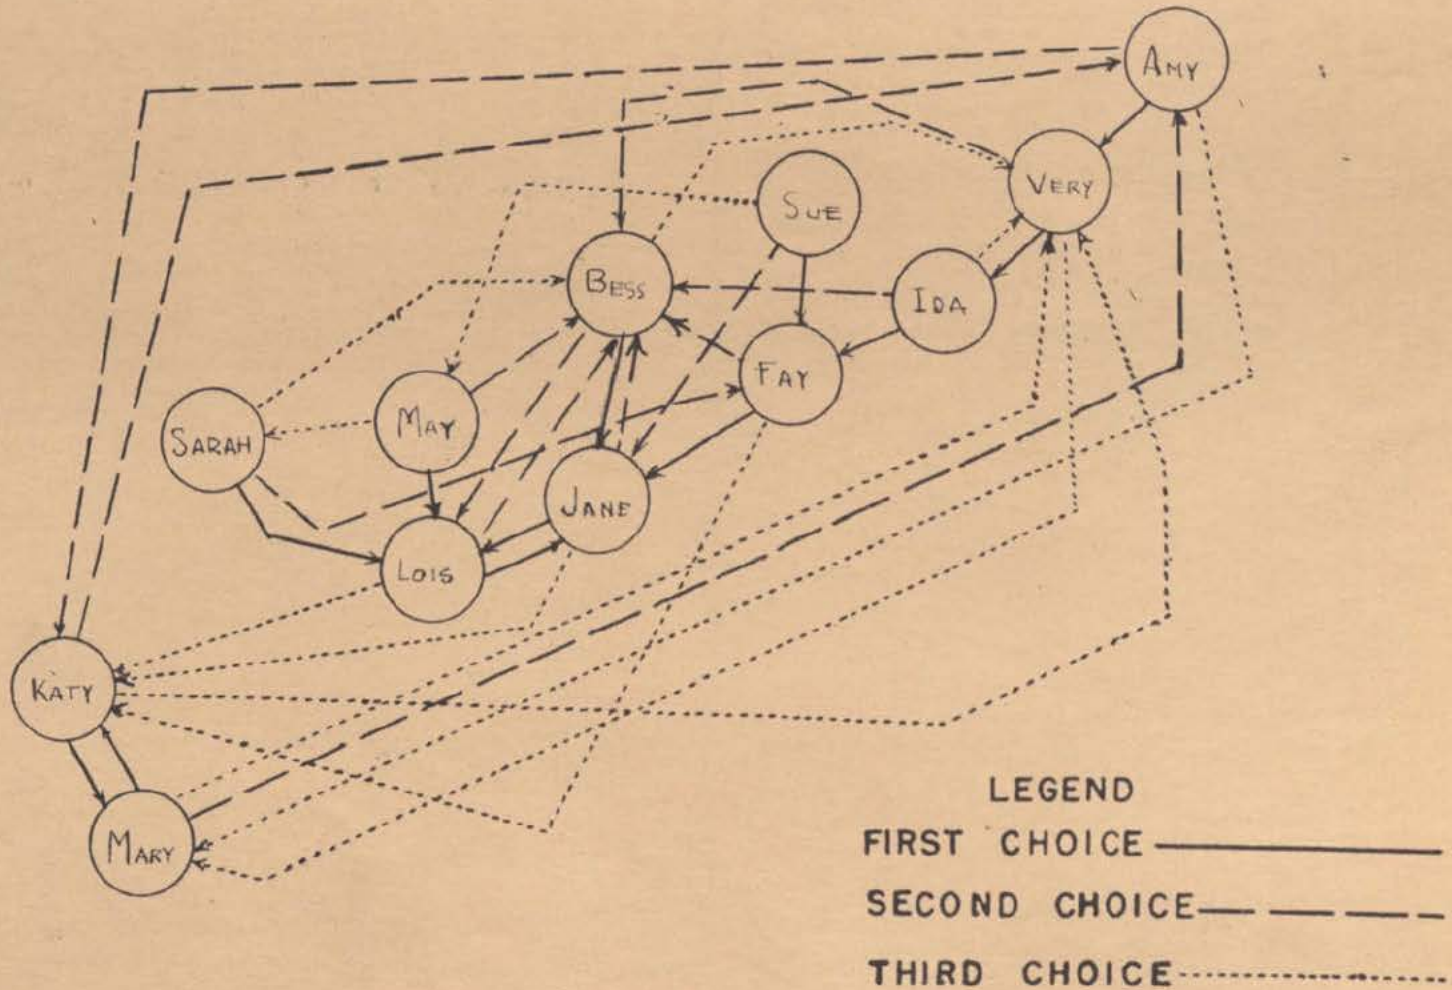 AMY
VERY
SUE
BESS
IDA
FAY
MAY
SARAH
JANE
LOIS
KATY
MARY
LEGEND
FIRST CHOICE
SECOND CHOICE
THIRD CHOICE